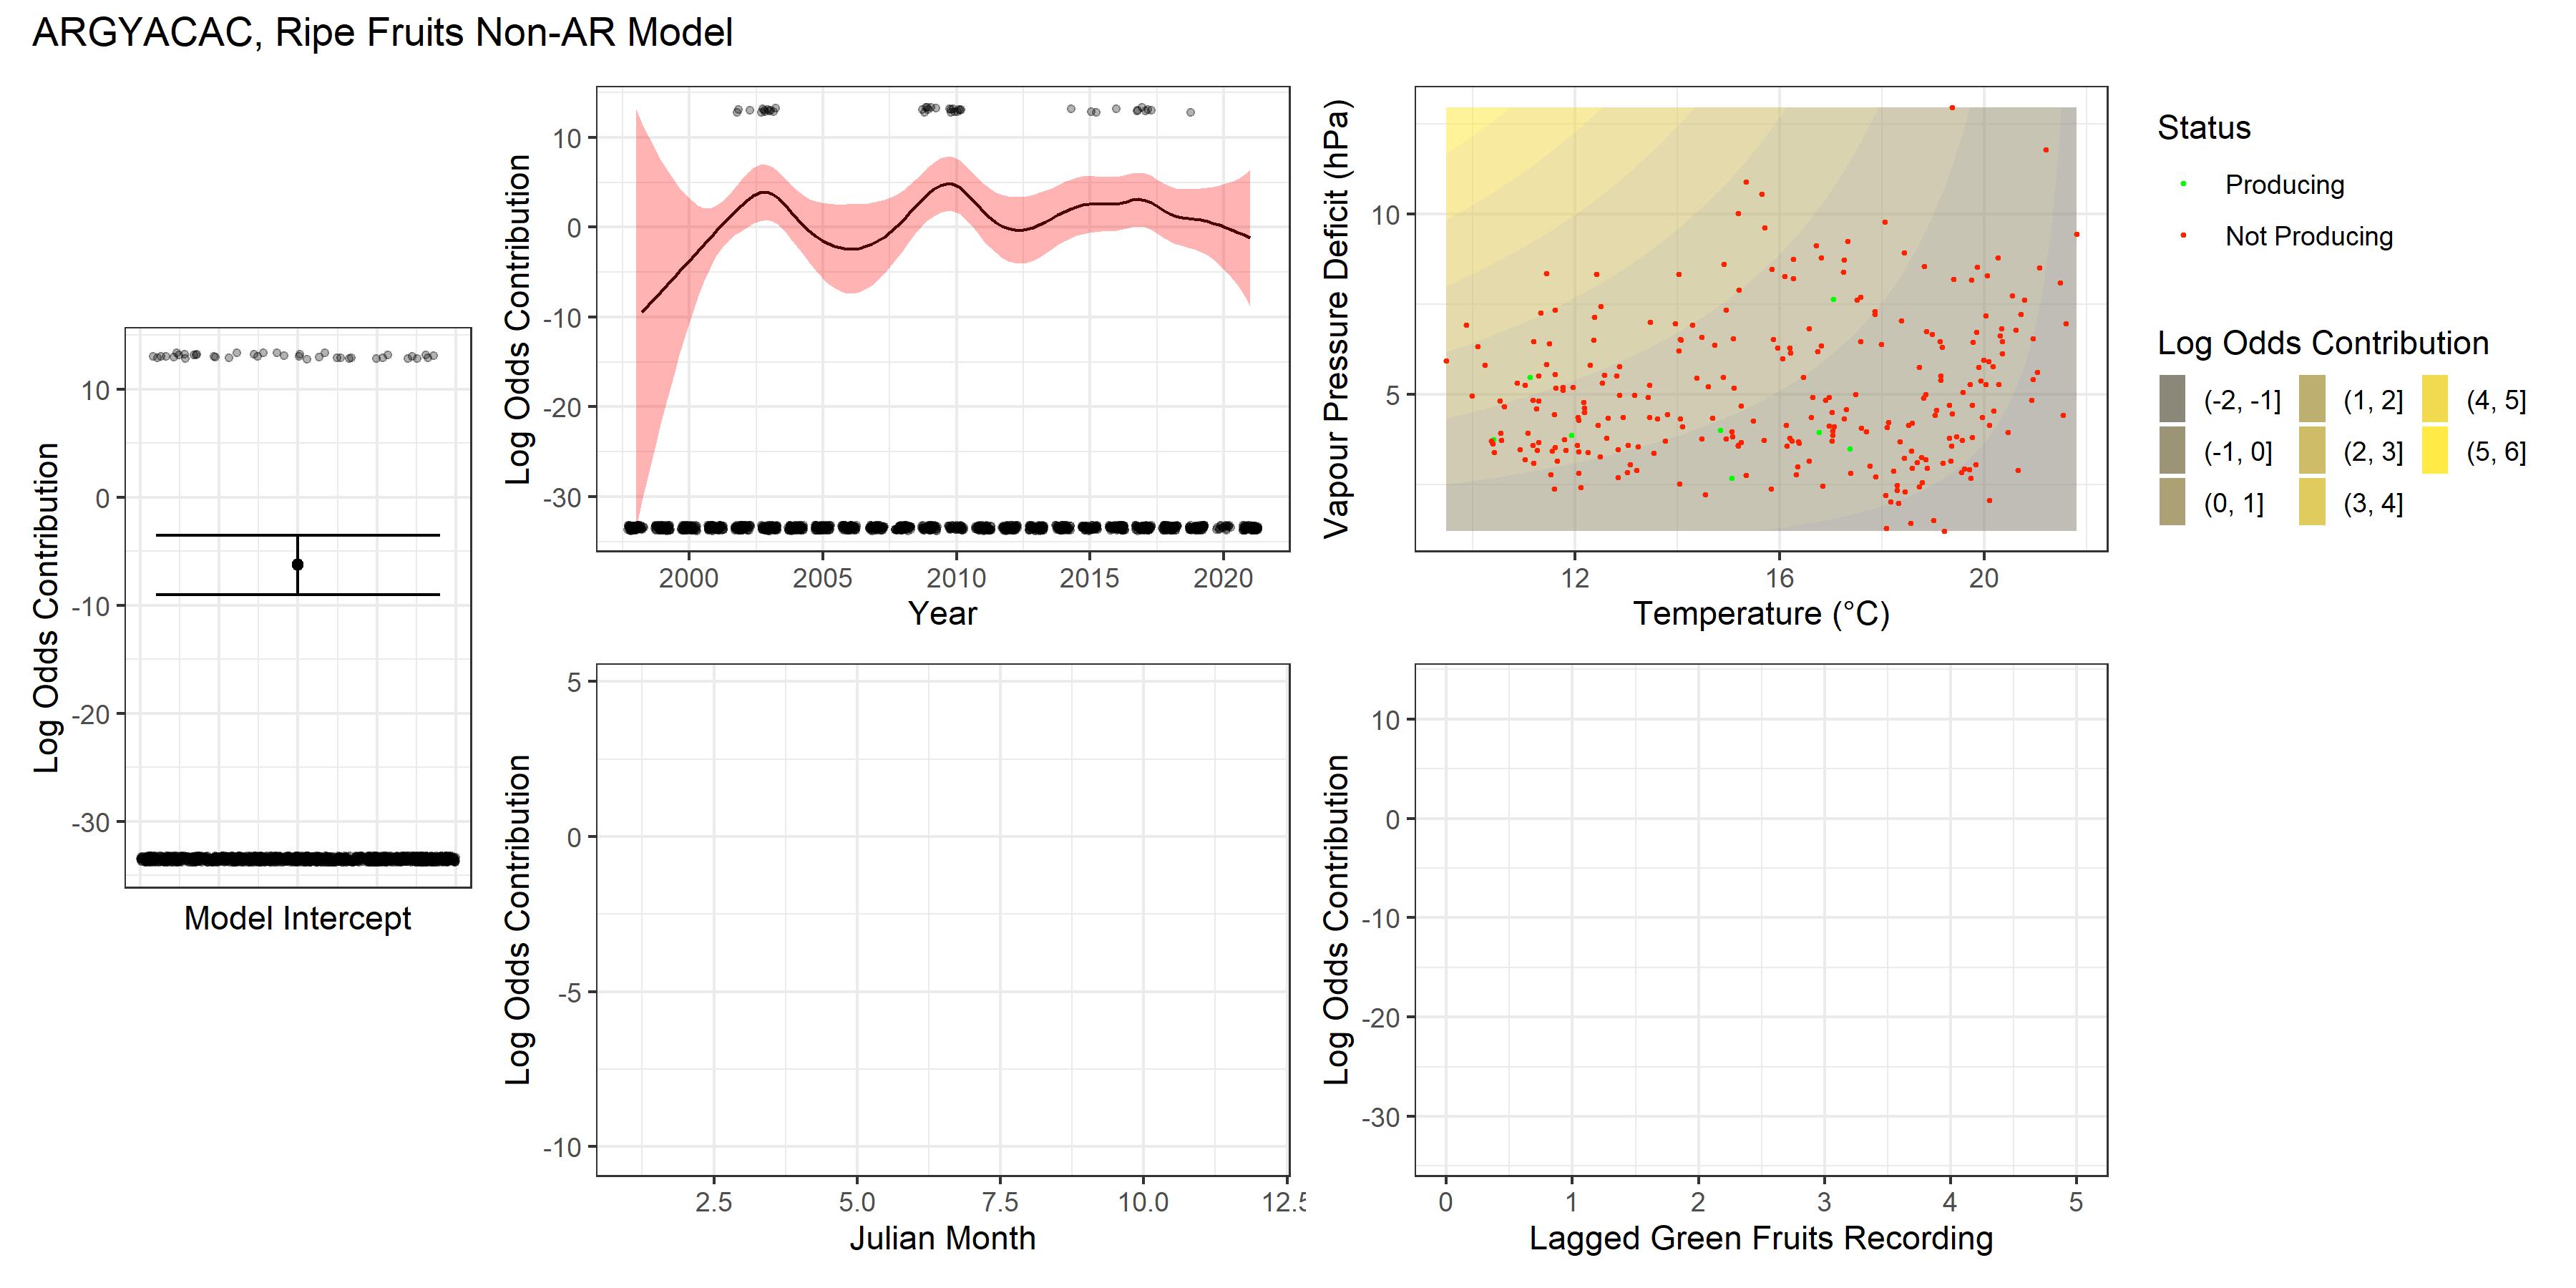 ARGYACAC, Ripe Fruits Non-AR Model
Log Odds Contribution
10
0
-10
-20
-30
Model Intercept
Log Odds Contribution
10
0
-10
-20
-30
2000 2005 2010 2015 2020
Year
Vapour Pressure Deficit (hPa)
10
5
12 16 20
Temperature (°C)
Status
Producing
Not Producing
Log Odds Contribution
(-2, -1] (1, 2] (4, 5]
(-1, 0] (2, 3] (5, 6]
(0, 1] (3, 4]
Log Odds Contribution
5
0
-5
-10
2.5 5.0 7.5 10.0 12.5
Julian Month
Log Odds Contribution
10
0
-10
-20
-30
0 1 2 3 4 5
Lagged Green Fruits Recording